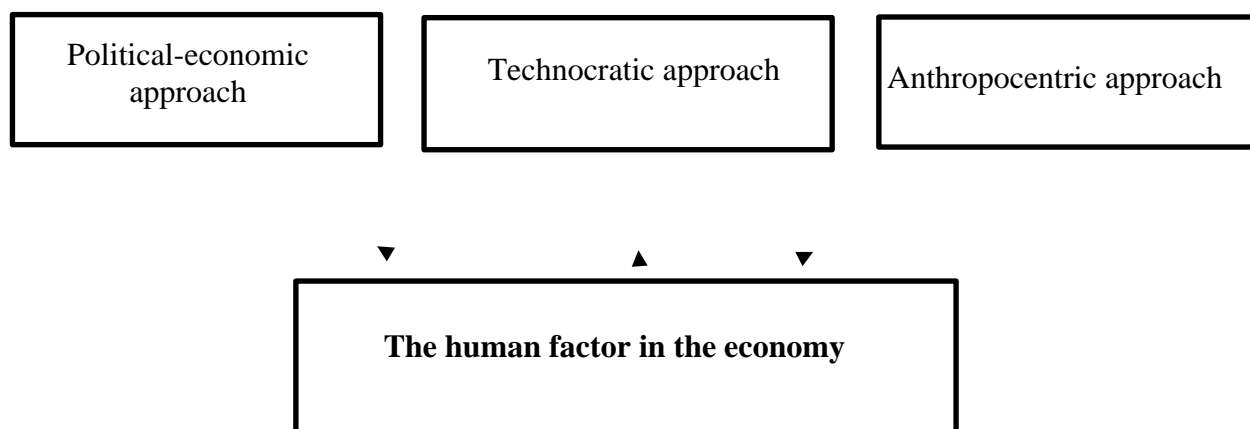 Political-economic
approach
Technocratic approach
Anthropocentric approach
The human factor in the economy